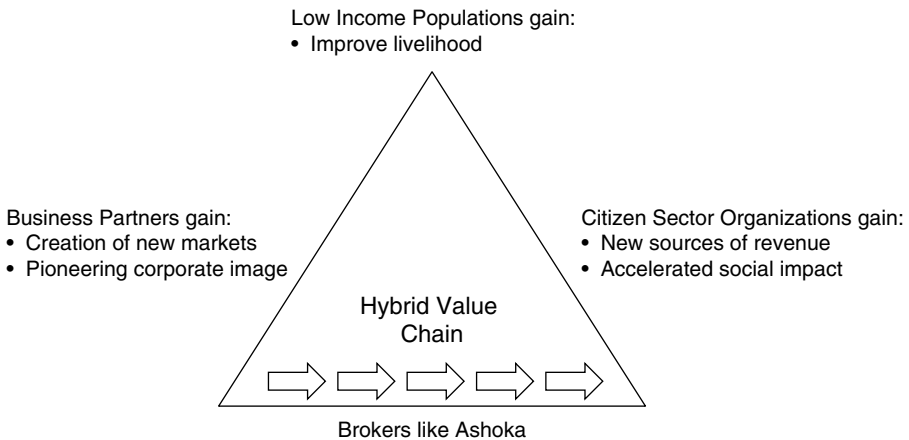 Low Income Populations gain:
• Improve livelihood
Business Partners gain:
• Creation of new markets
• Pioneering corporate image
Citizen Sector Organizations gain:
• New sources of revenue
• Accelerated social impact
Hybrid Value
Chain
Brokers like Ashoka